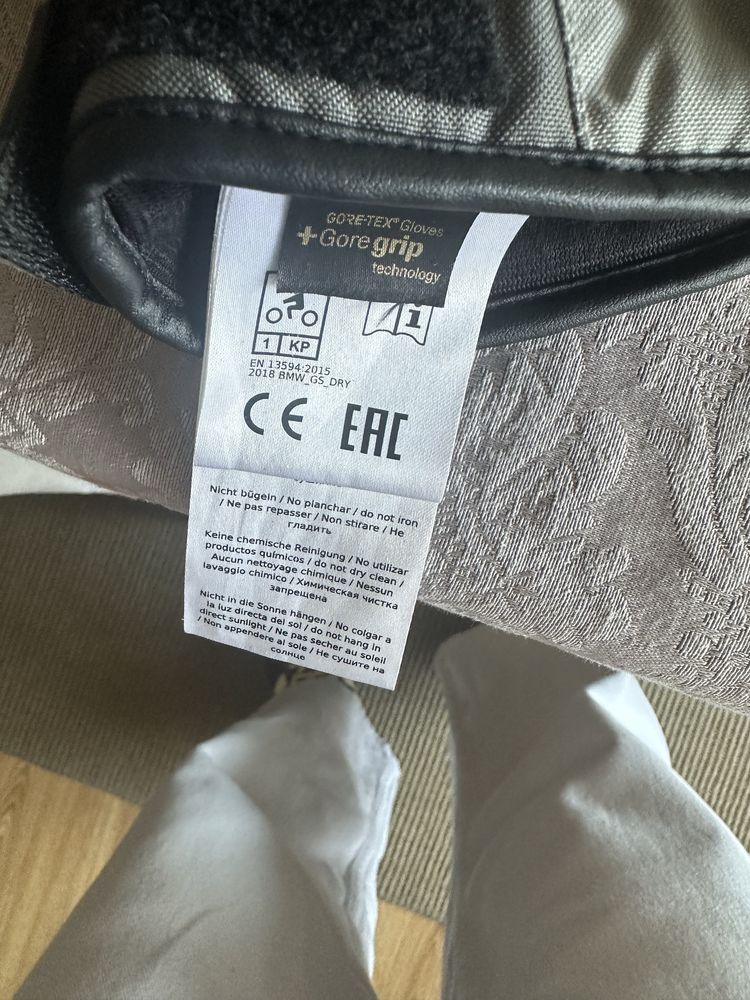 GORE-TEX® Gloves
+Gore grip
technology
i
1 KP
EN 13594:2015
2018 BMW_GS_DRY
CE EAC
Nicht bügeln / No planchar / do not iron
/ Ne pas repasser / Non stirare / Не
гладить
Keine chemische Reinigung / No utilizar
productos químicos / do not dry clean /
Aucun nettoyage chimique / Nessun
lavaggio chimico / Химическая чистка
запрещена
Nicht in die Sonne hängen / No colgar a
la luz directa del sol / do not hang in
direct sunlight / Ne pas secher au soleil
/ Non appendere al sole / Не сушите на
солнце